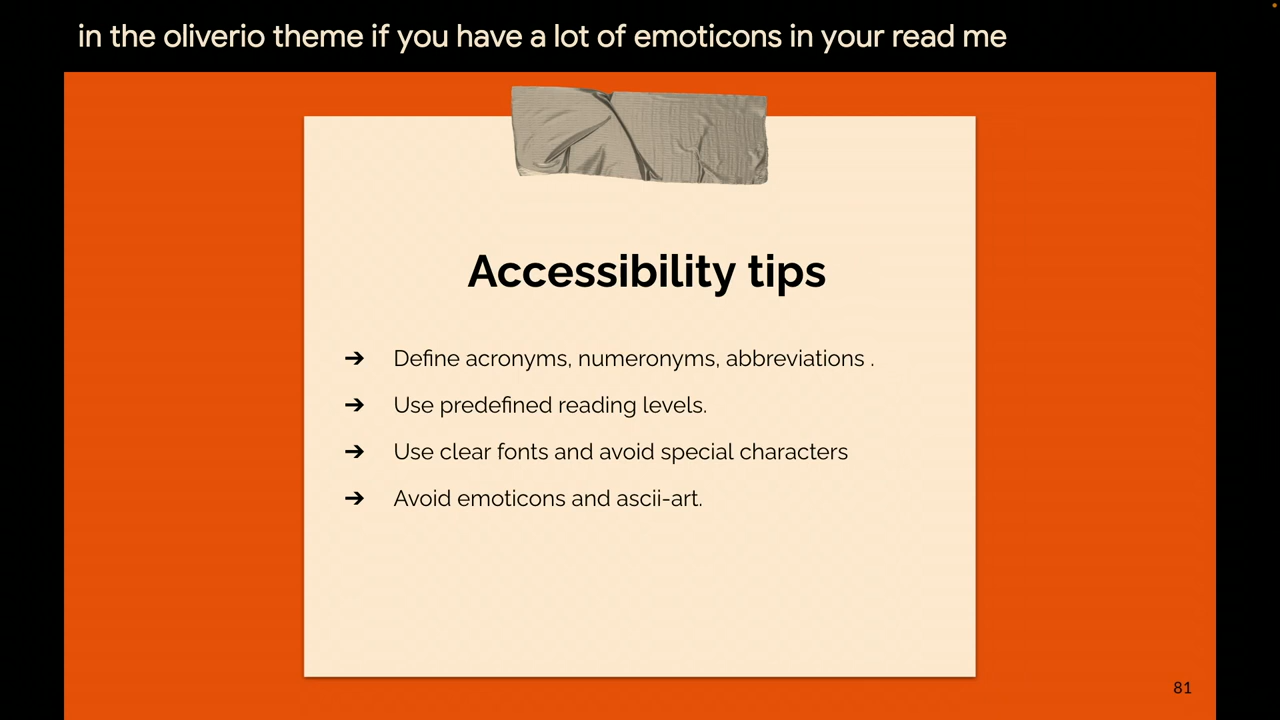 in the oliverio theme if you have a lot of emoticons in your read me
Accessibility tips
➔ Define acronyms, numeronyms, abbreviations .
➔ Use predefined reading levels.
➔ Use clear fonts and avoid special characters
➔ Avoid emoticons and ascii-art.
81